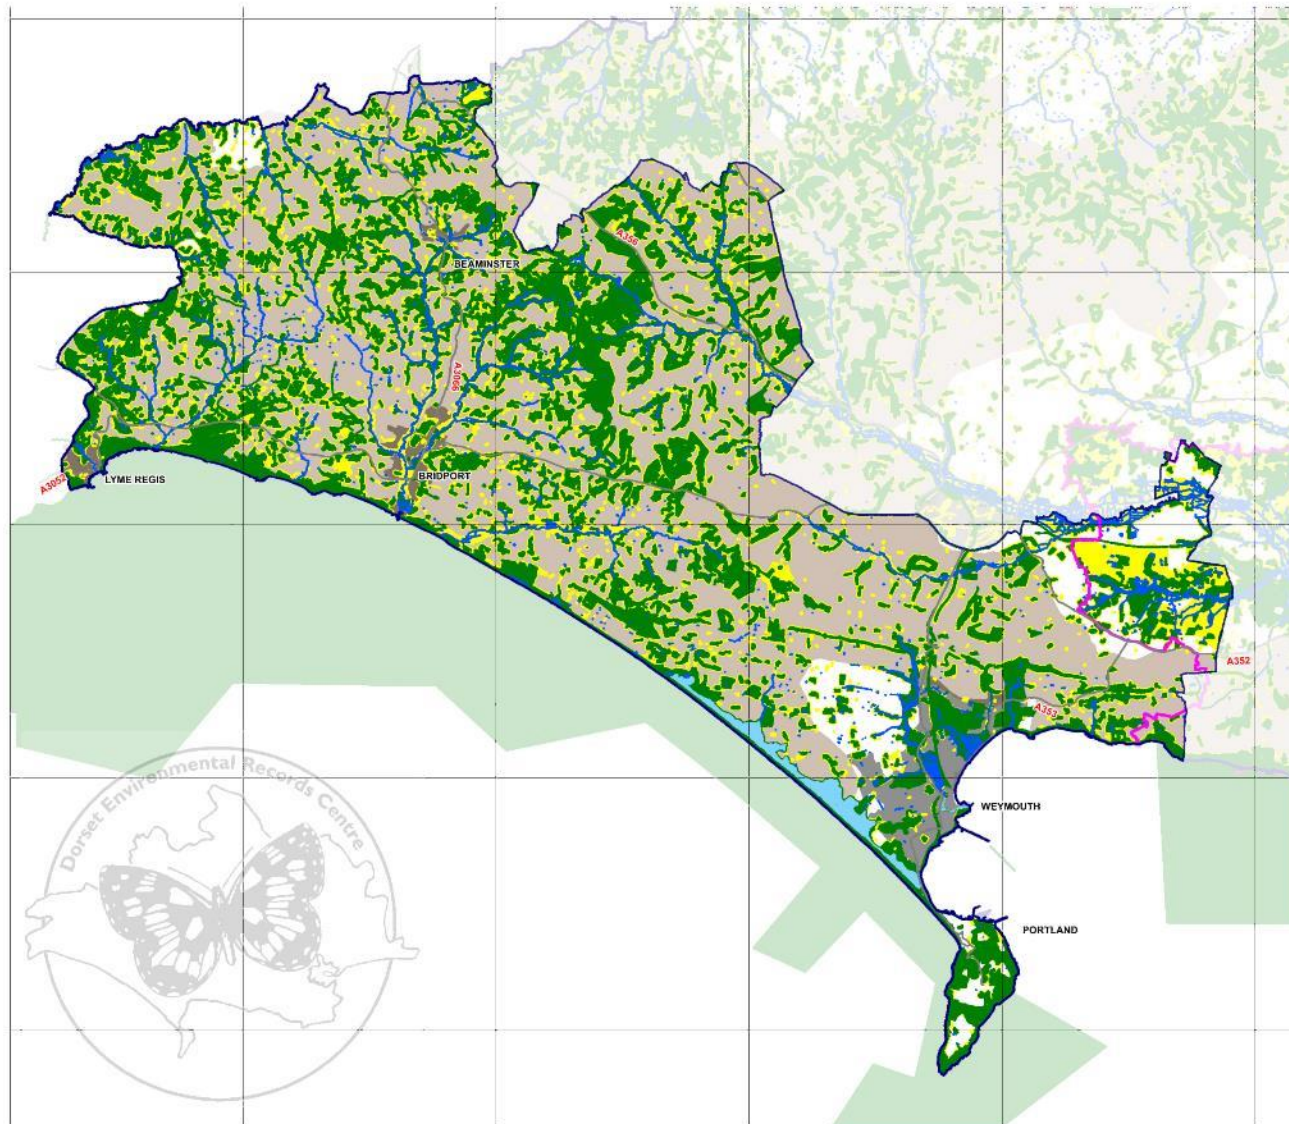 A356
BEAMINSTER
A3066
BRIDPORT
LYME REGIS
A3052
A352
A353
WEYMOUTH
PORTLAND
Dorset Environmental Records Centre